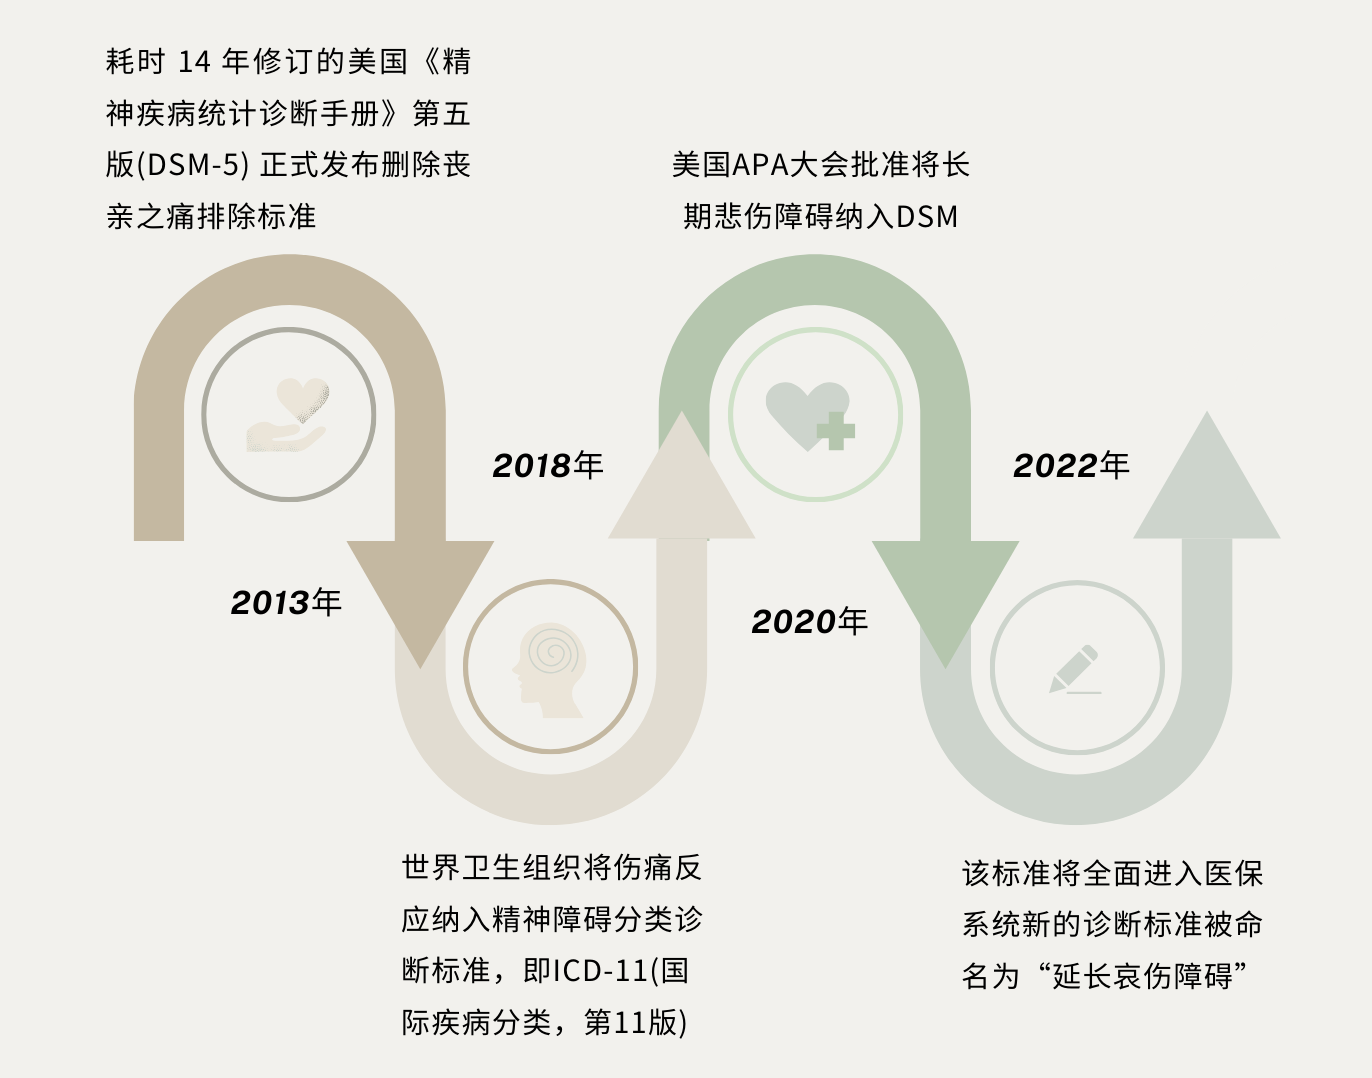 耗时 14 年修订的美国《精
神疾病统计诊断手册》第五
版(DSM-5) 正式发布删除丧
亲之痛排除标准
2013年
2018年
世界卫生组织将伤痛反
应纳入精神障碍分类诊
断标准，即ICD-11(国
际疾病分类，第11版)
美国APA大会批准将长
期悲伤障碍纳入DSM
2020年
2022年
该标准将全面进入医保
系统新的诊断标准被命
名为“延长哀伤障碍”